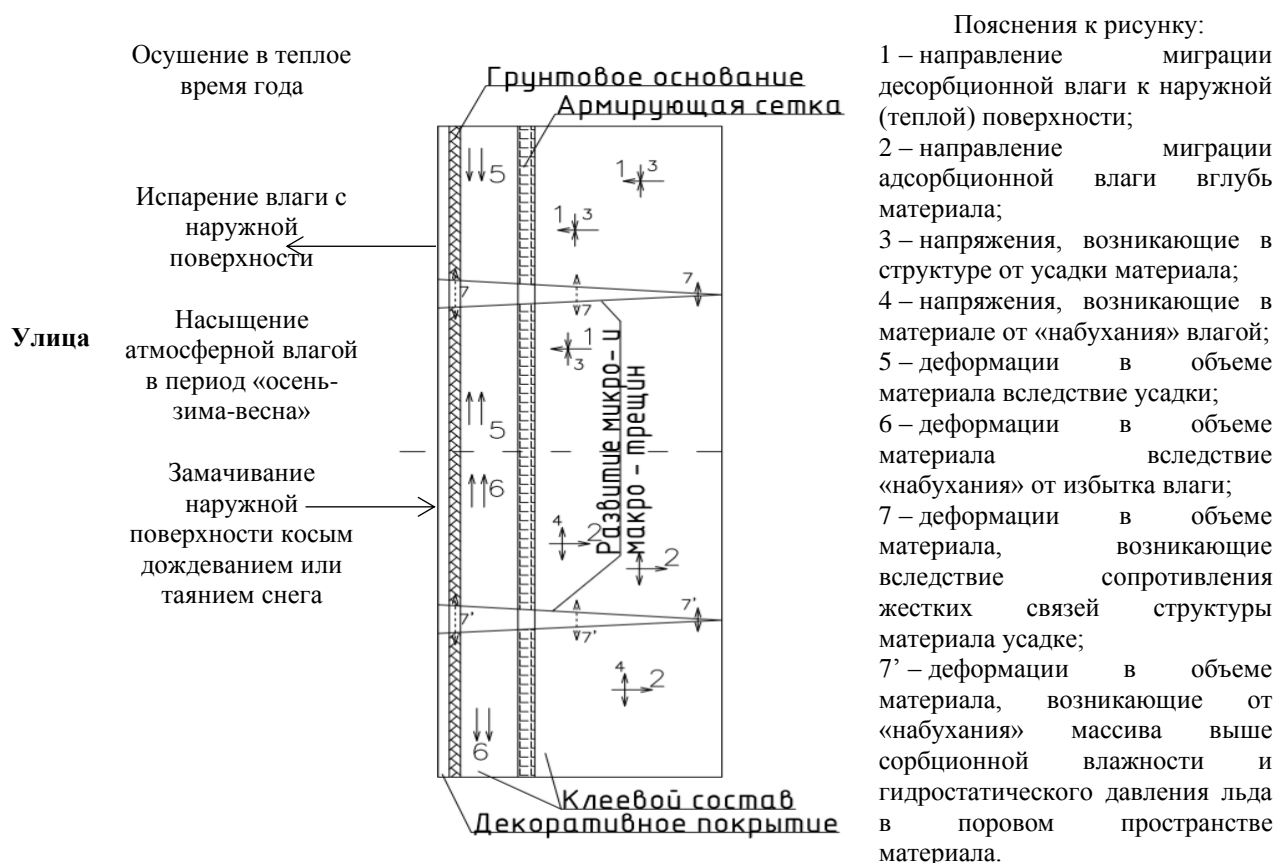 Осушение в теплое
время года
Испарение влаги с
наружной
поверхности
Улица
Насыщение
атмосферной влагой
в период «осень-
зима-весна»
Замачивание
наружной
поверхности косым
дождеванием или
таянием снега
Грунтовое основание
Армирующая сетка
5
1 3
1 3
7
7
7
1
3
5
6
Развитие микро- и
макро - трещин
4 2
2
7'
7'
7'
4 2
6
Клеевой состав
Декоративное покрытие
Пояснения к рисунку:
1 – направление миграции
десорбционной влаги к наружной
(теплой) поверхности;
2 – направление миграции
адсорбционной влаги вглубь
материала;
3 – напряжения, возникающие в
структуре от усадки материала;
4 – напряжения, возникающие в
материале от «набухания» влагой;
5 – деформации в объеме
материала вследствие усадки;
6 – деформации в объеме
материала вследствие
«набухания» от избытка влаги;
7 – деформации в объеме
материала, возникающие
вследствие сопротивления
жестких связей структуры
материала усадке;
7’ – деформации в объеме
материала, возникающие от
«набухания» массива выше
сорбционной влажности и
гидростатического давления льда
в поровом пространстве
материала.